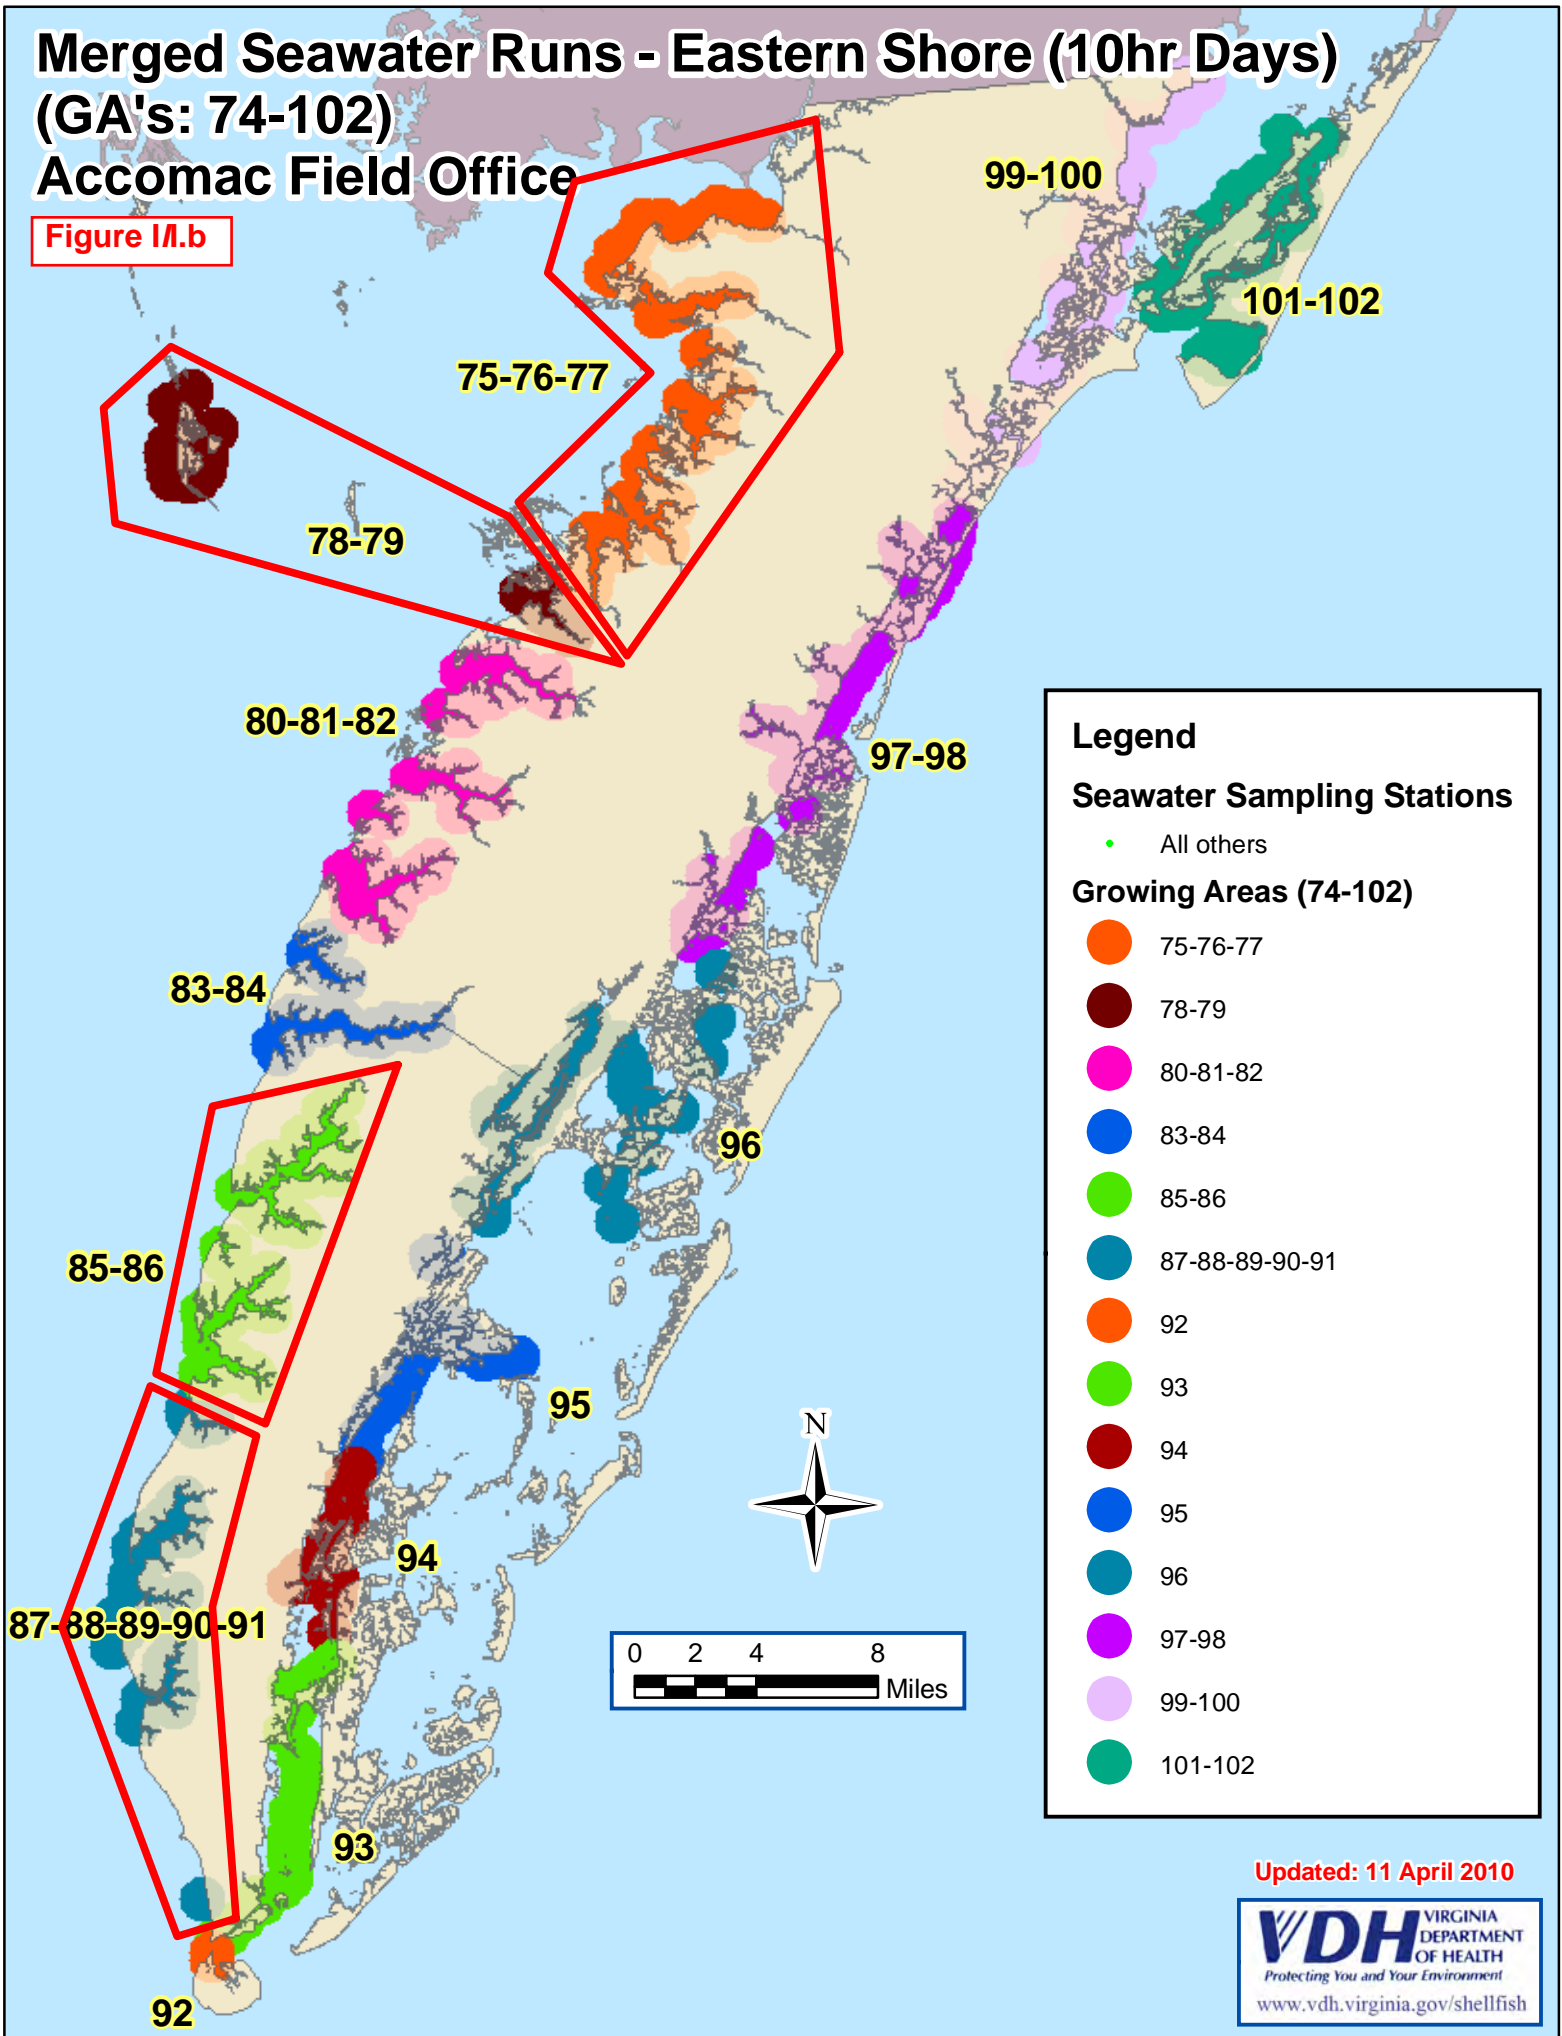 Merged Seawater Runs - Eastern Shore (10hr Days)
(GA's: 74-102)
Accomac Field Office
Figure I/I.b
99-100
101-102
75-76-77
78-79
80-81-82
97-98
83-84
96
85-86
95
94
87-88-89-90-91
93
92
N
0 2 4 8
Miles
Legend
Seawater Sampling Stations
All others
Growing Areas (74-102)
75-76-77
78-79
80-81-82
83-84
85-86
87-88-89-90-91
92
93
94
95
96
97-98
99-100
101-102
Updated: 11 April 2010
VDH VIRGINIA
DEPARTMENT
OF HEALTH
Protecting You and Your Environment
www.vdh.virginia.gov/shellfish